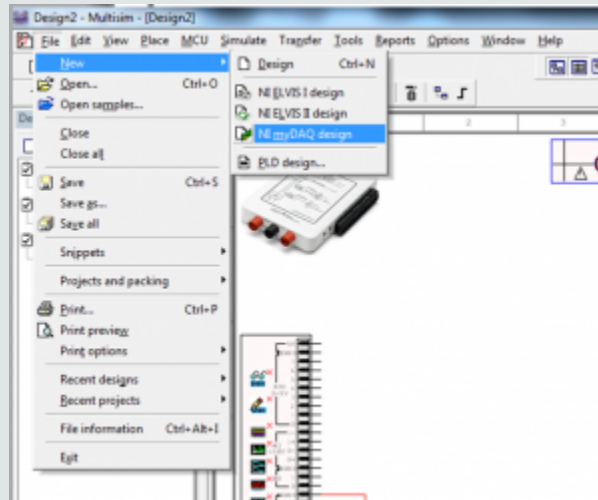 Design2 - Multisim - [Design2]
File Edit View Place MCU Simulate Transfer Tools Reports Options Window Help
New
Open... Ctrl+O
Open samples...
Close
Close all
Save Ctrl+S
Save as...
Save all
Snippets
Projects and packing
Print... Ctrl+P
Print preview
Print options
Recent designs
Recent projects
File information Ctrl+Alt+I
Exit
Design Ctrl+N
NI ELVIS I design
NI ELVIS II design
NI myDAQ design
PLD design...
De
2
3